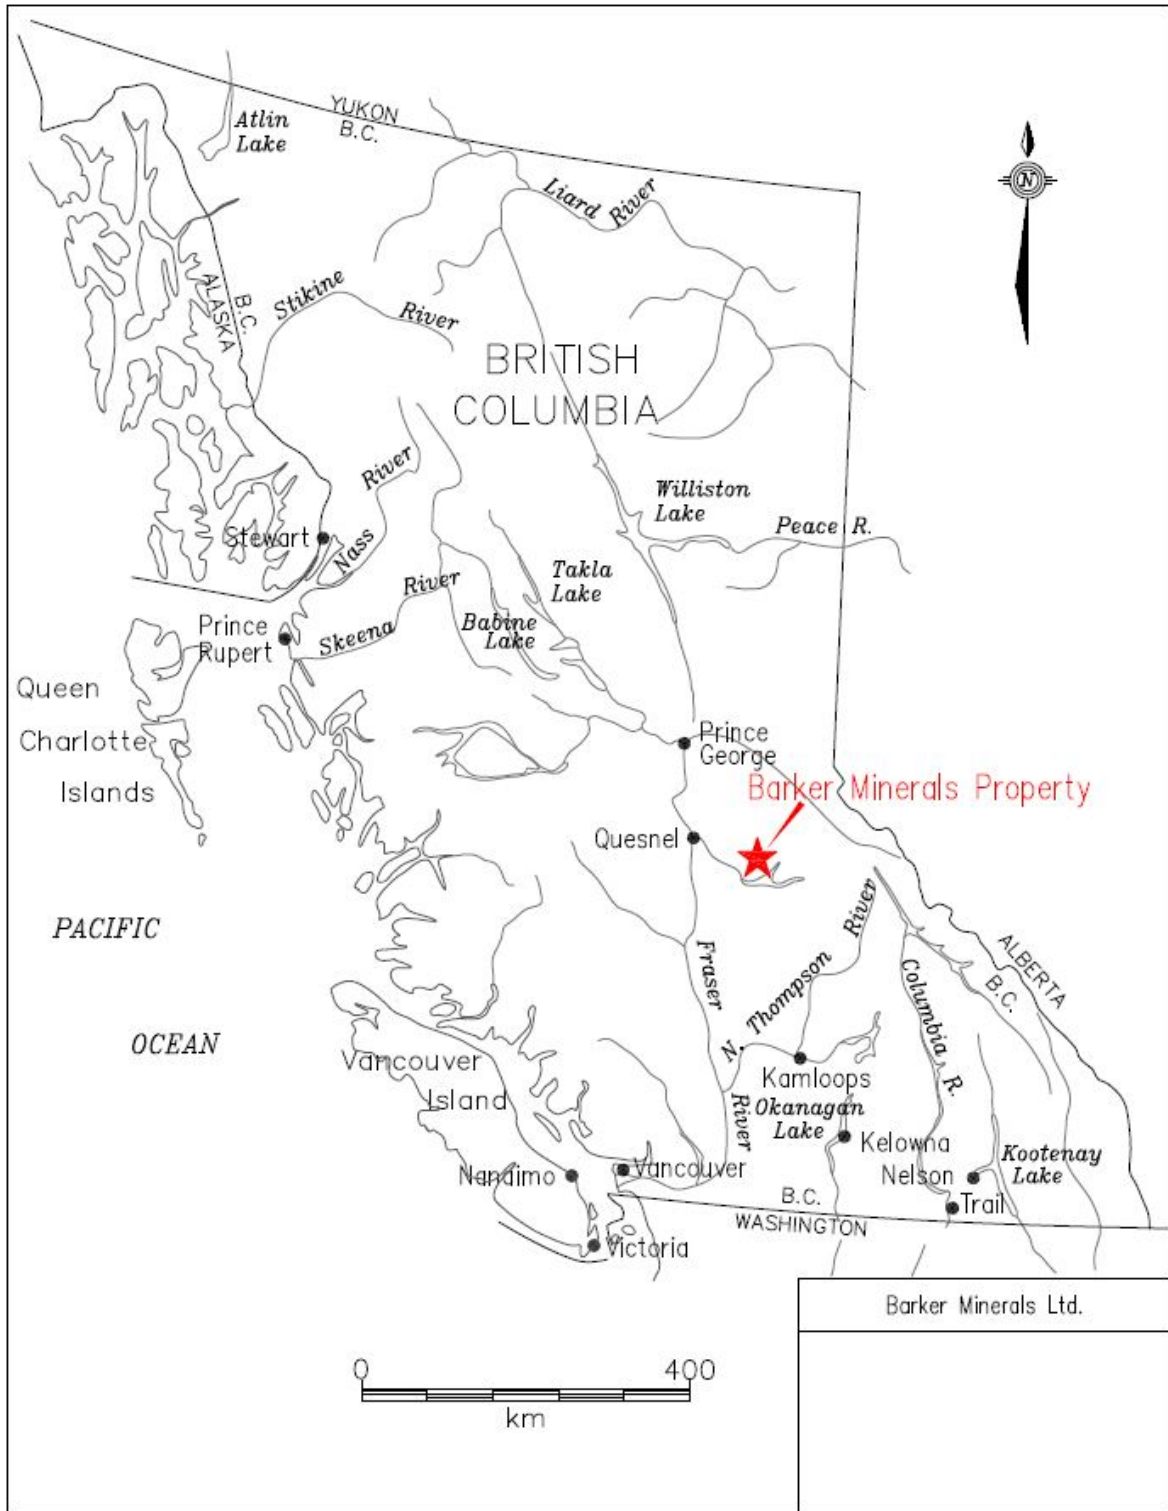 YUKON
B.C.
Atlin
Lake
Liard River
N
B.C.
ALASKA
Stikine
River
BRITISH
COLUMBIA
Nass River
Williston
Lake
Peace R.
Stewart
Takla
Lake
Skeena River
Babine
Lake
Prince
Rupert
Queen
Charlotte
Islands
Prince
George
Barker Minerals Property
Quesnel
PACIFIC
OCEAN
Fraser
River
N. Thompson River
Columbia R.
ALBERTA
B.C.
Vancouver
Island
Kamloops
Okanagan
Lake
Kelowna
Nelson
Kootenay
Lake
Trail
Nanaimo
Vancouver
B.C.
WASHINGTON
Victoria
Barker Minerals Ltd.
0 400
km